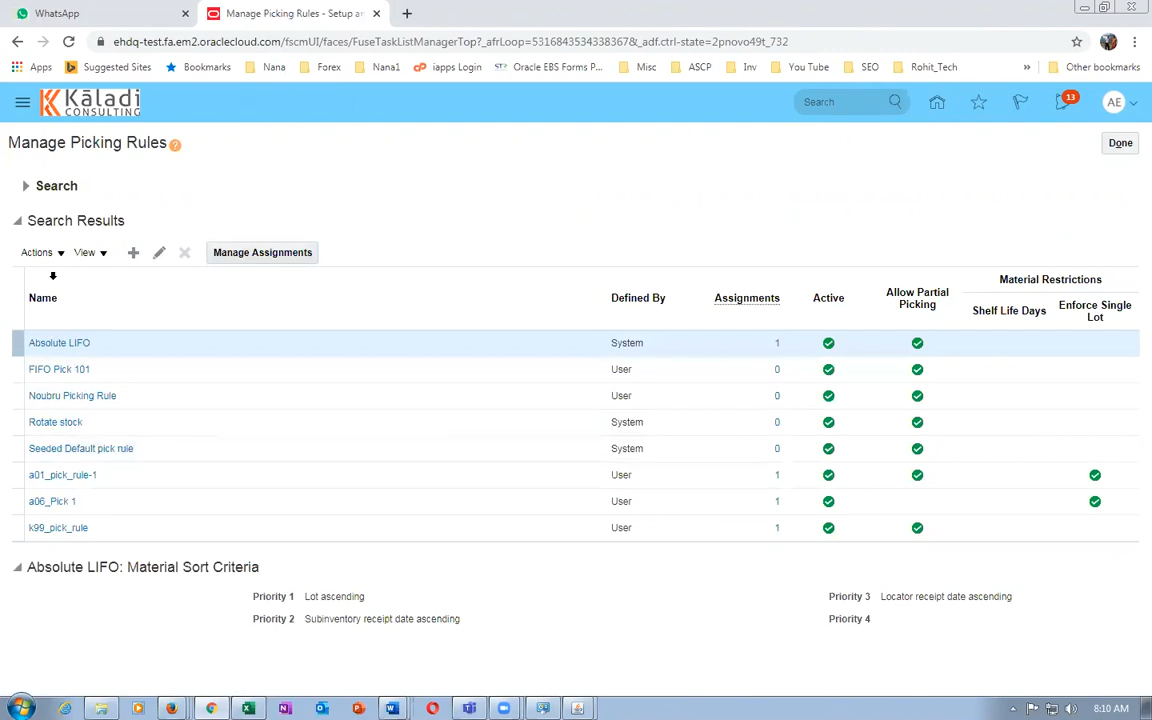 WhatsApp
Manage Picking Rules - Setup ar
ehdq-test.fa.em2.oraclecloud.com/fscmUI/faces/FuseTaskListManagerTop?_afrLoop=5316843534338367&_adf.ctrl-state=2pnovo49t_732
Apps Suggested Sites Bookmarks Nana Forex Nana1 iapps Login Oracle EBS Forms P... Misc ASCP Inv You Tube SEO Rohit_Tech » Other bookmarks
Kaladi CONSULTING Search 13 AE
Manage Picking Rules ? Done
Search
Search Results
Actions View Manage Assignments
Material Restrictions
Name Defined By Assignments Active Allow Partial Picking Shelf Life Days Enforce Single Lot
Absolute LIFO System 1
FIFO Pick 101 User 0
Noubru Picking Rule User 0
Rotate stock System 0
Seeded Default pick rule System 0
a01_pick_rule-1 User 1
a06_Pick 1 User 1
k99_pick_rule User 1
Absolute LIFO: Material Sort Criteria
Priority 1 Lot ascending Priority 3 Locator receipt date ascending
Priority 2 Subinventory receipt date ascending Priority 4
8:10 AM